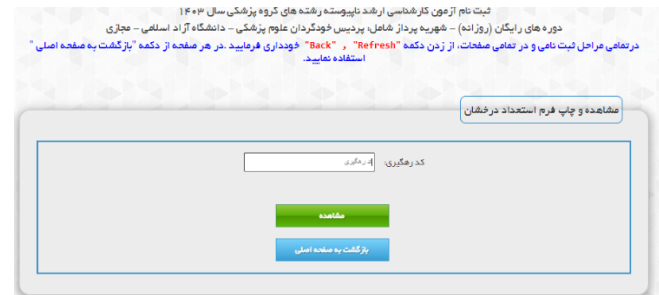 ثبت نام آزمون کارشناسی ارشد ناپیوسته رشته های گروه پزشکی سال ۱۴۰۳
دوره های رایگان (روزانه) – شهریه پرداز شامل: پردیس خودگردان علوم پزشکی – دانشگاه آزاد اسلامی – مجازی
درتمامی مراحل ثبت نامی و در تمامی صفحات، از زدن دکمه "Refresh" , "Back" خودداری فرمایید .در هر صفحه از دکمه "بازگشت به صفحه اصلی "
استفاده نمایید.
مشاهده و چاپ فرم استعداد درخشان
کد رهگیری:
کدرهگیری
مشاهده
بازگشت به صفحه اصلی